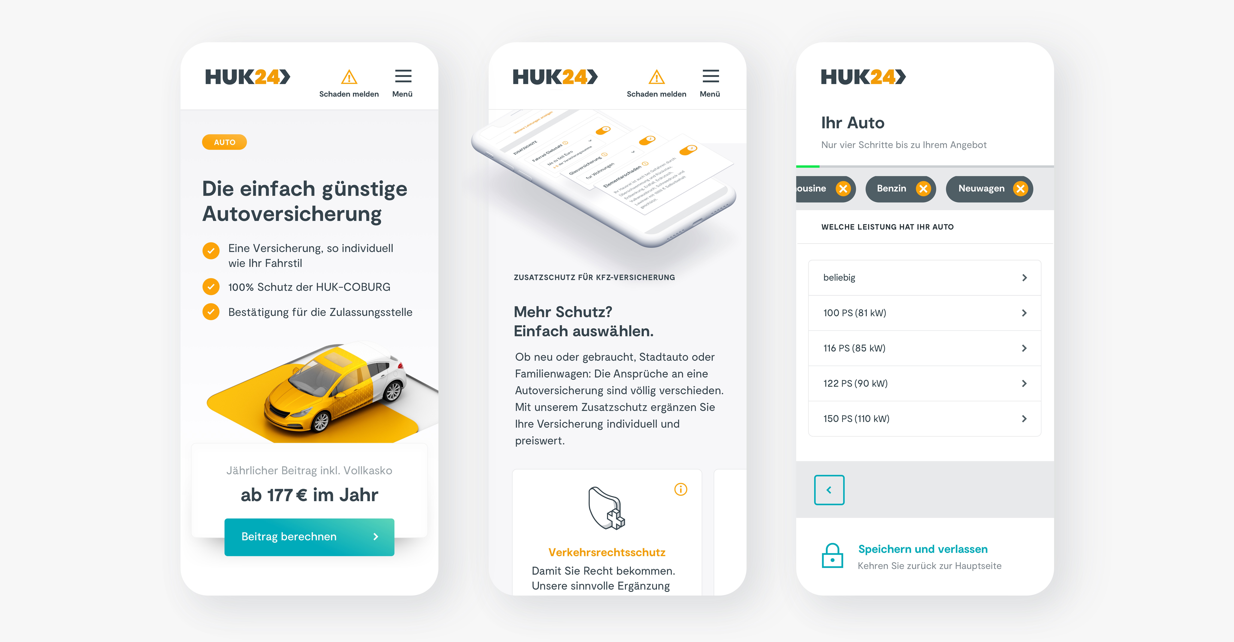 HUK24
Schaden melden
Menü
AUTO
Die einfach günstige
Autoversicherung
Eine Versicherung, so individuell
wie Ihr Fahrstil
100% Schutz der HUK-COBURG
Bestätigung für die Zulassungsstelle
Jährlicher Beitrag inkl. Vollkasko
ab 177 € im Jahr
Beitrag berechnen
HUK24
Schaden melden
Menü
ZUSATZSCHUTZ FÜR KFZ-VERSICHERUNG
Mehr Schutz?
Einfach auswählen.
Ob neu oder gebraucht, Stadtauto oder
Familienwagen: Die Ansprüche an eine
Autoversicherung sind völlig verschieden.
Mit unserem Zusatzschutz ergänzen Sie
Ihre Versicherung individuell und
preiswert.
Verkehrsrechtsschutz
Damit Sie Recht bekommen.
Unsere sinnvolle Ergänzung
HUK24
Ihr Auto
Nur vier Schritte bis zu Ihrem Angebot
ousine
Benzin
Neuwagen
WELCHE LEISTUNG HAT IHR AUTO
beliebig
100 PS (81 kW)
116 PS (85 kW)
122 PS (90 kW)
150 PS (110 kW)
Speichern und verlassen
Kehren Sie zurück zur Hauptseite